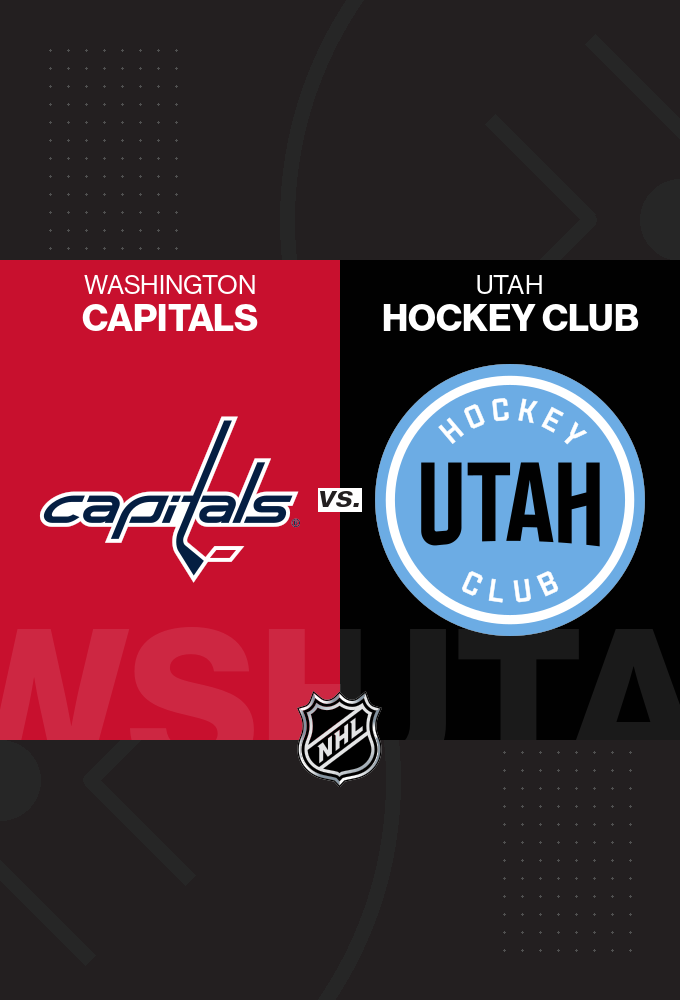 WASHINGTON
CAPITALS
UTAH
HOCKEY CLUB
capitals
vs.
HOCKEY
UTAH
CLUB
WSH
UTA
NHL